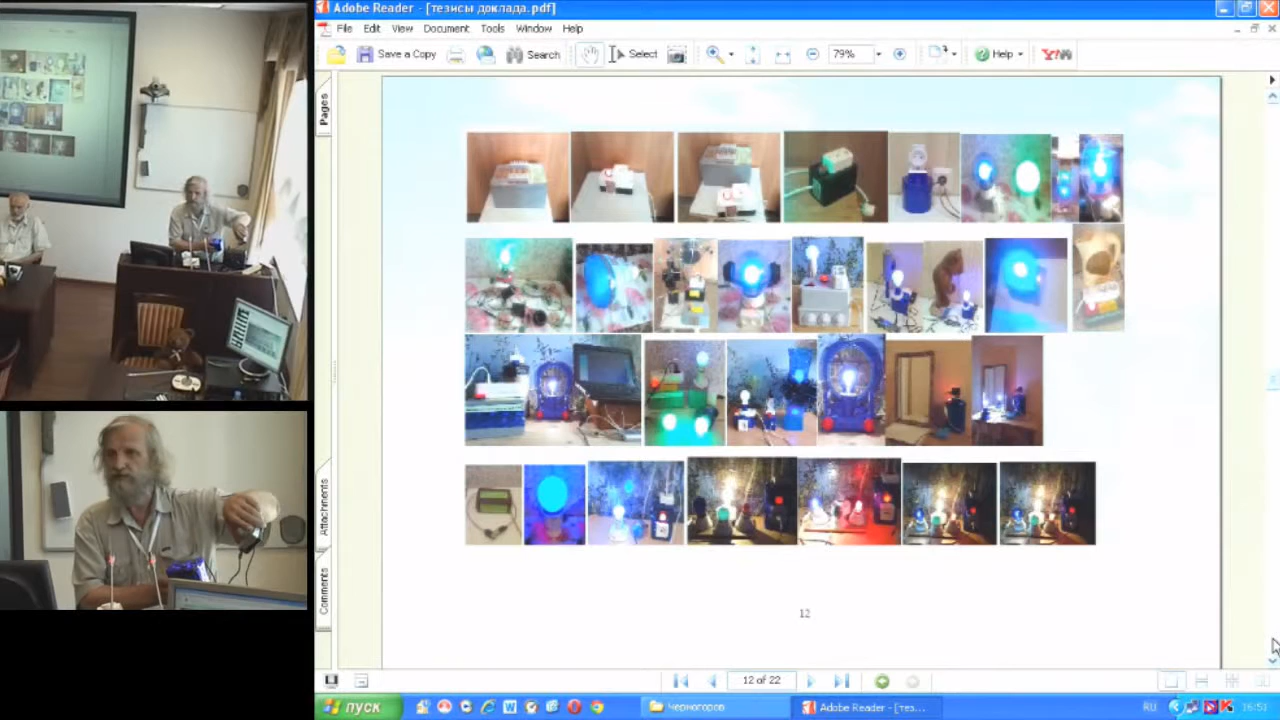 Adobe Reader - [тезисы доклада.pdf]
File Edit View Document Tools Window Help
Save a Copy Search Select 79% Help
Pages
Attachments
Comments
12
12 of 22
пуск Черногоров Adobe Reader - [тез... RU 16:51